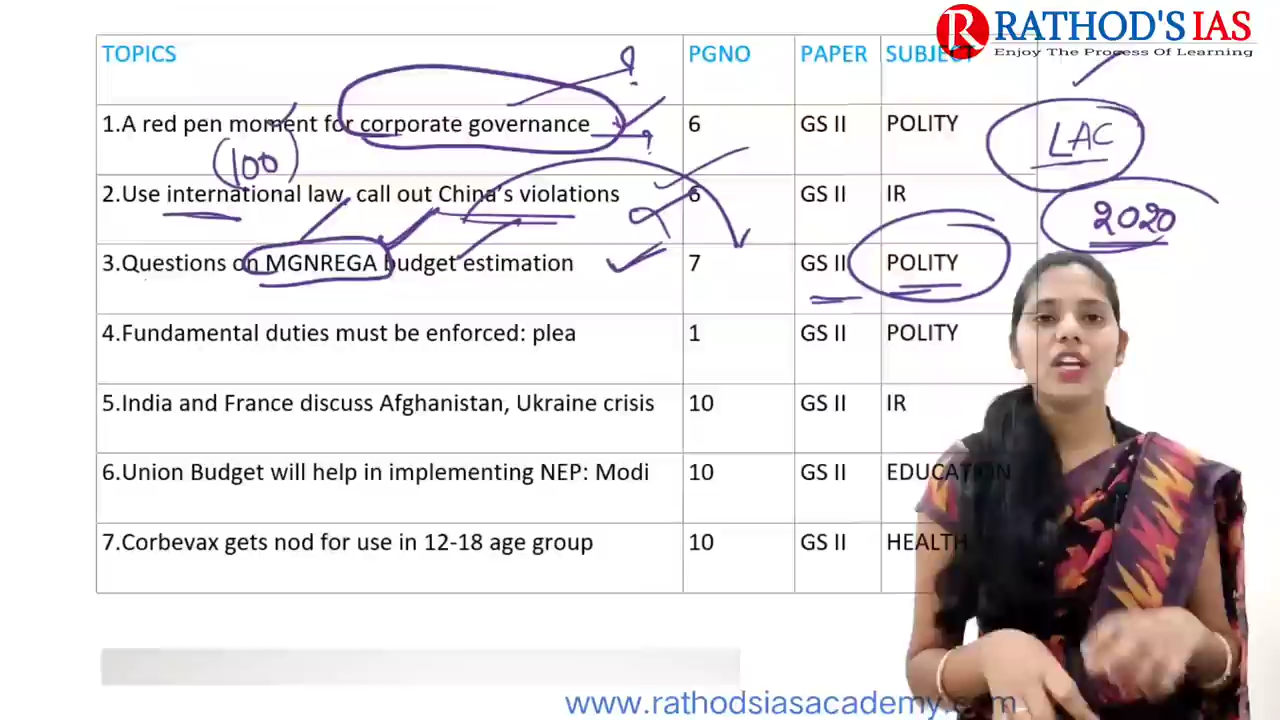 RATHOD'S IAS
Enjoy The Process Of Learning
TOPICS PGNO PAPER SUBJECT
1.A red pen moment for corporate governance 6 GS II POLITY
LAC
(100)
2.Use international law, call out China's violations 6 GS II IR
2020
3.Questions on MGNREGA budget estimation 7 GS II POLITY
4.Fundamental duties must be enforced: plea 1 GS II POLITY
5.India and France discuss Afghanistan, Ukraine crisis 10 GS II IR
6.Union Budget will help in implementing NEP: Modi 10 GS II EDUCATION
7.Corbevax gets nod for use in 12-18 age group 10 GS II HEALTH
www.rathodsiasacademy.com